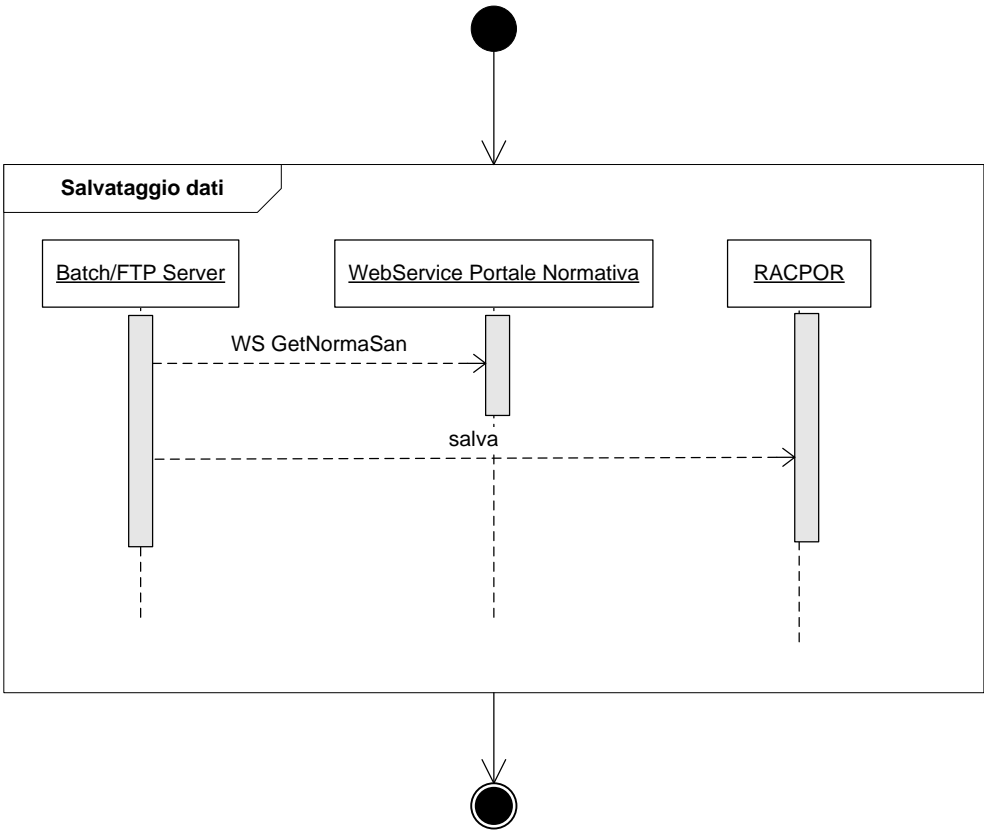 Salvataggio dati
Batch/FTP Server
WebService Portale Normativa
RACPOR
WS GetNormaSan
salva